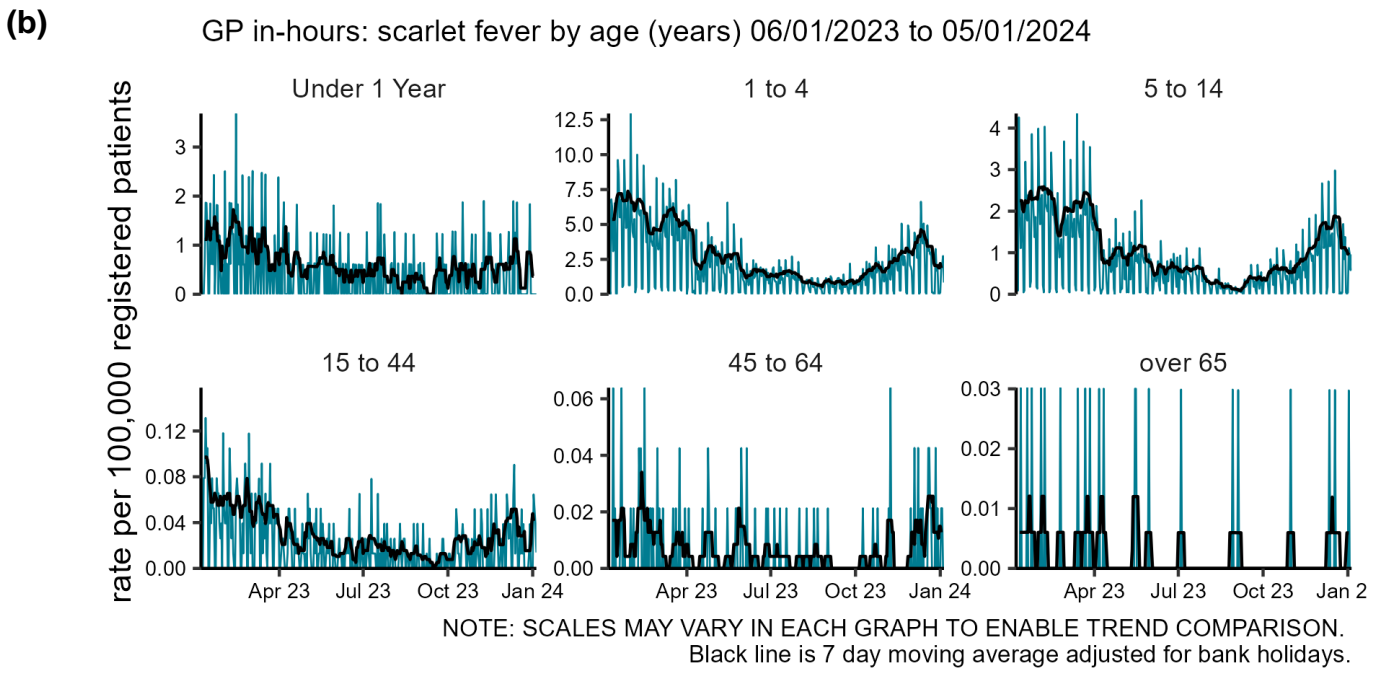 (b)
GP in-hours: scarlet fever by age (years) 06/01/2023 to 05/01/2024
rate per 100,000 registered patients
Under 1 Year
3
2
1
0
1 to 4
12.5
10.0
7.5
5.0
2.5
0.0
5 to 14
4
3
2
1
0
15 to 44
0.12
0.08
0.04
0.00
Apr 23 Jul 23 Oct 23 Jan 24
45 to 64
0.06
0.04
0.02
0.00
Apr 23 Jul 23 Oct 23 Jan 24
over 65
0.03
0.02
0.01
0.00
Apr 23 Jul 23 Oct 23 Jan 2
NOTE: SCALES MAY VARY IN EACH GRAPH TO ENABLE TREND COMPARISON.
Black line is 7 day moving average adjusted for bank holidays.